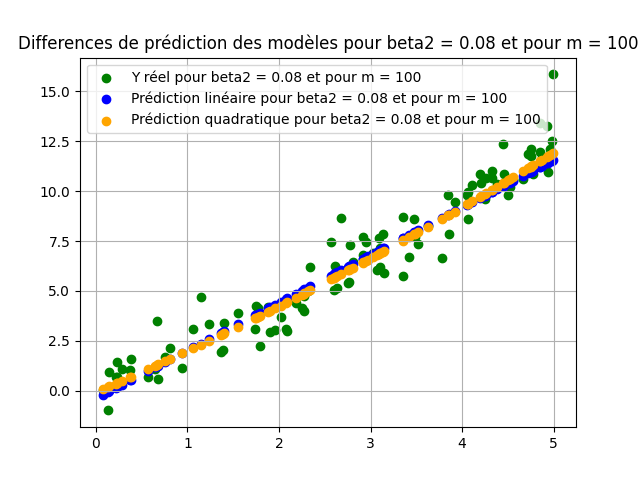 Differences de prédiction des modèles pour beta2 = 0.08 et pour m = 100
Y réel pour beta2 = 0.08 et pour m = 100
Prédiction linéaire pour beta2 = 0.08 et pour m = 100
Prédiction quadratique pour beta2 = 0.08 et pour m = 100
15.0
12.5
10.0
7.5
5.0
2.5
0.0
0 1 2 3 4 5